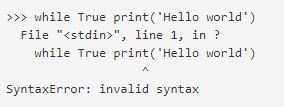 >>> while True print('Hello world')
  File "<stdin>", line 1, in ?
    while True print('Hello world')
                   ^
SyntaxError: invalid syntax